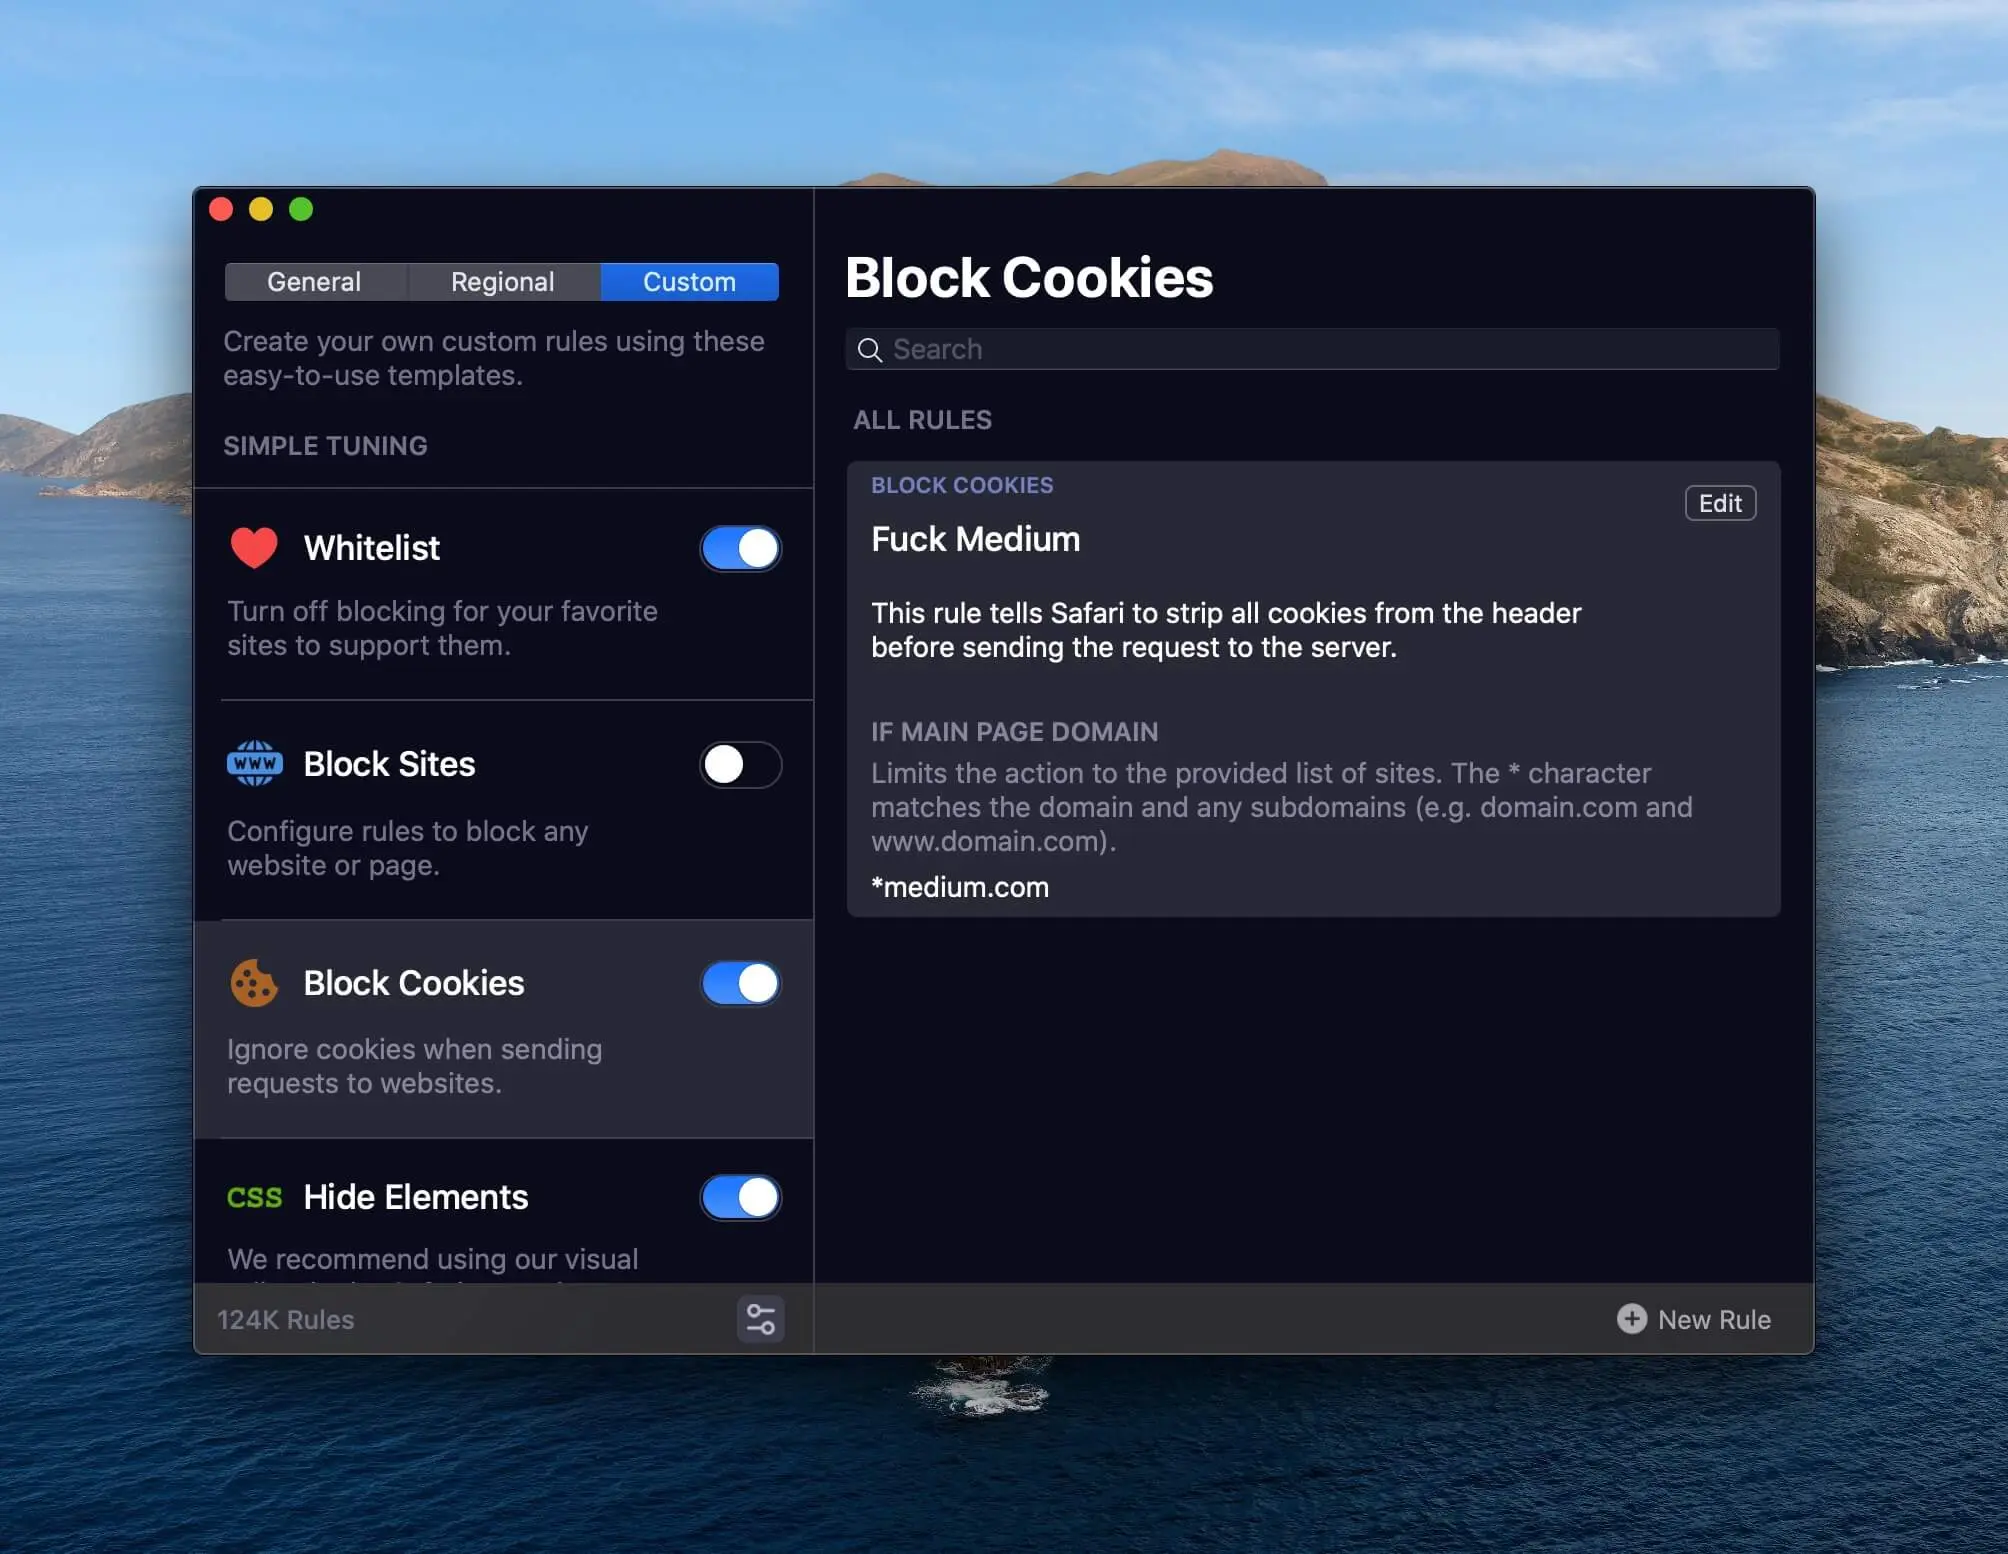 General
Regional
Custom
Create your own custom rules using these
easy-to-use templates.
SIMPLE TUNING
Whitelist
Turn off blocking for your favorite
sites to support them.
WWW
Block Sites
Configure rules to block any
website or page.
Block Cookies
Ignore cookies when sending
requests to websites.
CSS
Hide Elements
We recommend using our visual
124K Rules
Block Cookies
Search
ALL RULES
BLOCK COOKIES
Edit
Fuck Medium
This rule tells Safari to strip all cookies from the header
before sending the request to the server.
IF MAIN PAGE DOMAIN
Limits the action to the provided list of sites. The * character
matches the domain and any subdomains (e.g. domain.com and
www.domain.com).
*medium.com
New Rule